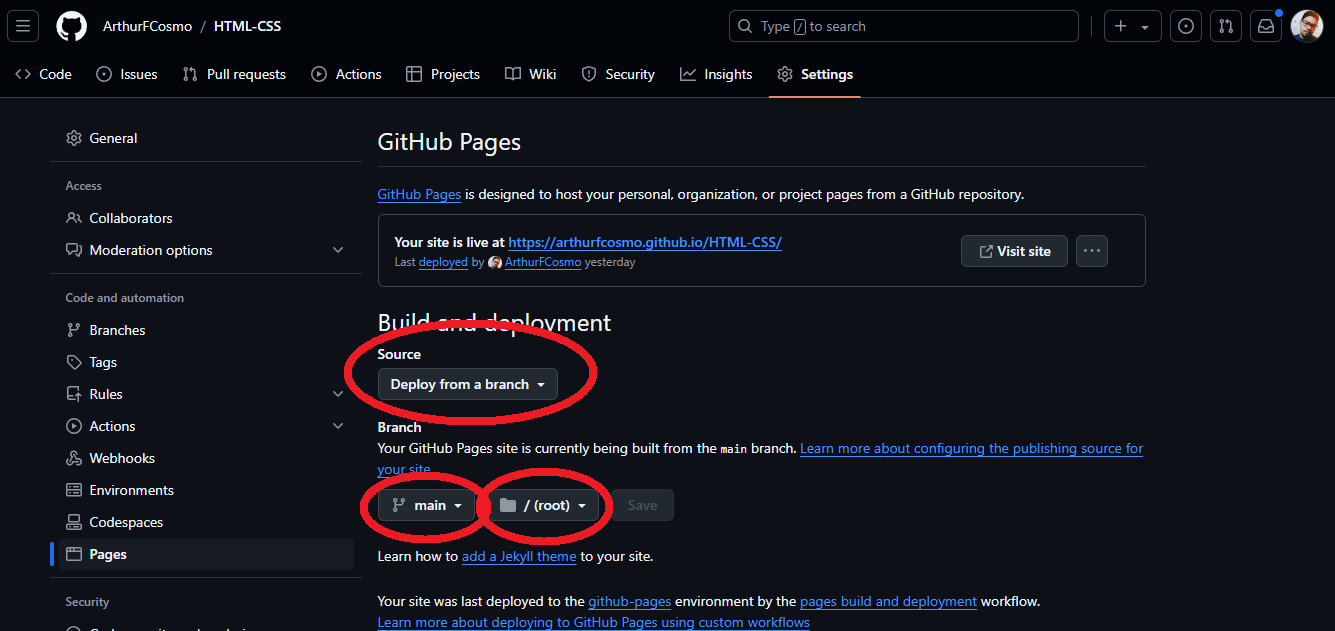 ArthurFCosmo / HTML-CSS
Type / to search
Code Issues Pull requests Actions Projects Wiki Security Insights Settings
General
Access
Collaborators
Moderation options
Code and automation
Branches
Tags
Rules
Actions
Webhooks
Environments
Codespaces
Pages
Security
GitHub Pages
GitHub Pages is designed to host your personal, organization, or project pages from a GitHub repository.
Your site is live at https://arthurfcosmo.github.io/HTML-CSS/
Last deployed by ArthurFCosmo yesterday
Visit site
Build and deployment
Source
Deploy from a branch
Branch
Your GitHub Pages site is currently being built from the main branch. Learn more about configuring the publishing source for
your site.
main / (root) Save
Learn how to add a Jekyll theme to your site.
Your site was last deployed to the github-pages environment by the pages build and deployment workflow.
Learn more about deploying to GitHub Pages using custom workflows